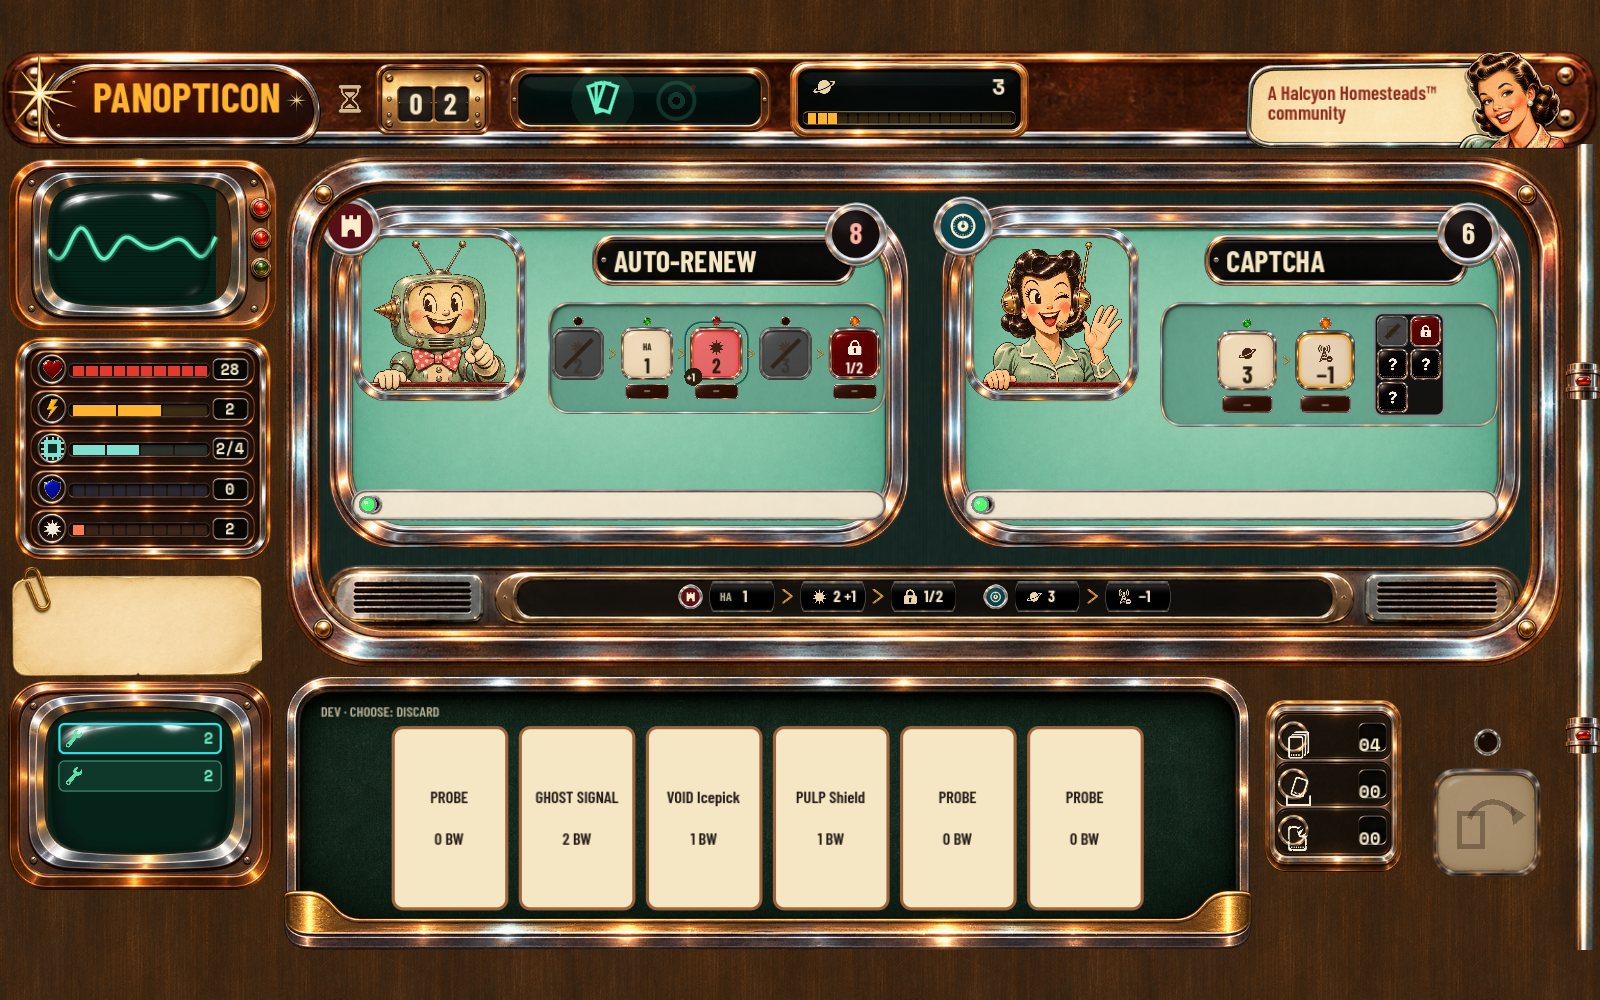 PANOPTICON
0 2
3
A Halcyon Homesteads™
community
AUTO-RENEW
8
HA
1
2
+1
1/2
–
–
–
CAPTCHA
6
3
–1
?
?
?
–
–
28
2
2/4
0
2
HA 1
2 +1
1/2
3
–1
2
2
DEV · CHOOSE: DISCARD
PROBE
0 BW
GHOST SIGNAL
2 BW
VOID Icepick
1 BW
PULP Shield
1 BW
PROBE
0 BW
PROBE
0 BW
04
00
00